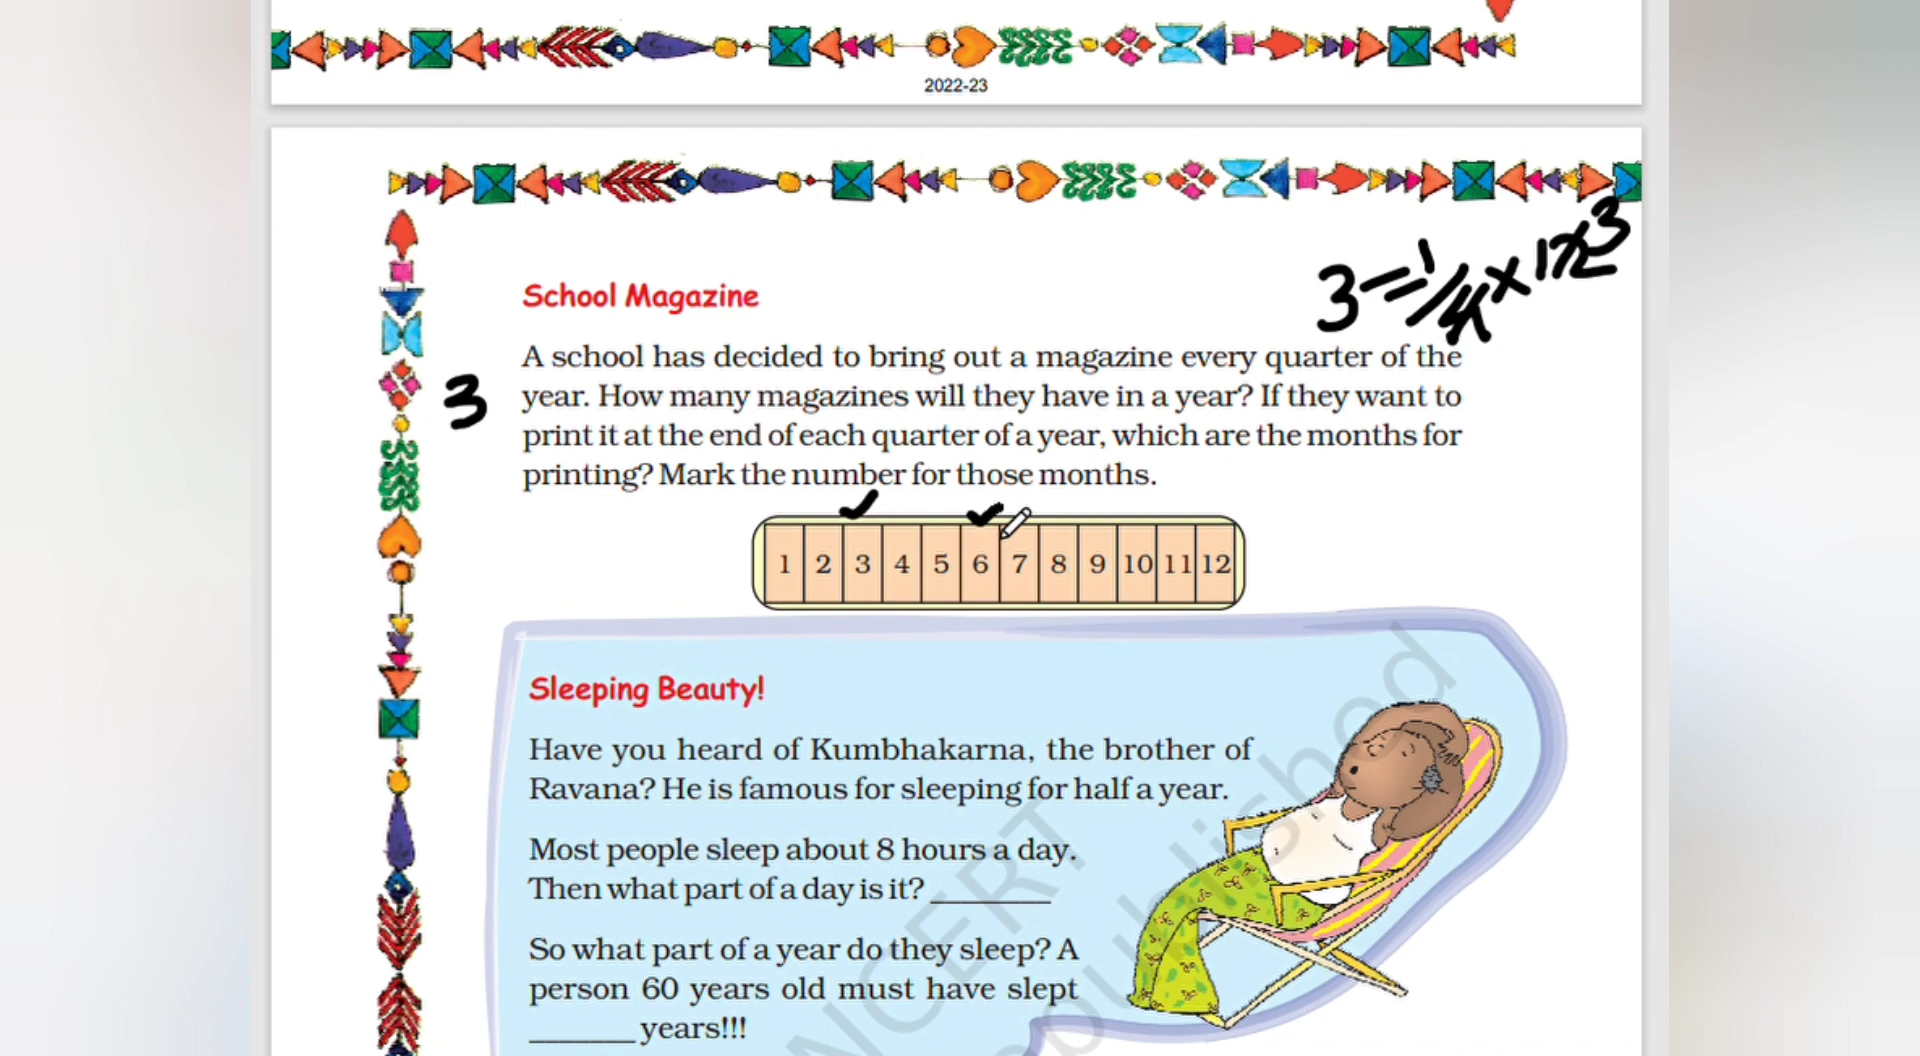 2022-23
3=1/4×12 3
School Magazine
A school has decided to bring out a magazine every quarter of the
3
year. How many magazines will they have in a year? If they want to
print it at the end of each quarter of a year, which are the months for
printing? Mark the number for those months.
1 2 3 4 5 6 7 8 9 10 11 12
Sleeping Beauty!
Have you heard of Kumbhakarna, the brother of
Ravana? He is famous for sleeping for half a year.
Most people sleep about 8 hours a day.
Then what part of a day is it? ________
So what part of a year do they sleep? A
person 60 years old must have slept
_______ years!!!
NCERT